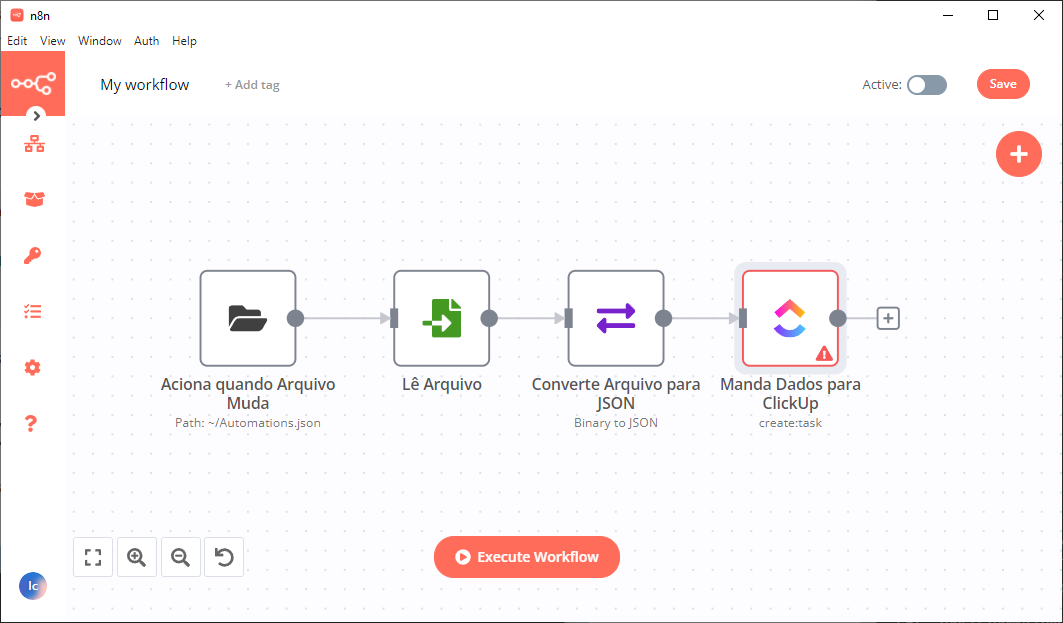 n8n
Edit View Window Auth Help
My workflow
+ Add tag
Active:
Save
Aciona quando Arquivo
Muda
Path: ~/Automations.json
Lê Arquivo
Converte Arquivo para
JSON
Binary to JSON
Manda Dados para
ClickUp
create:task
Execute Workflow
lc